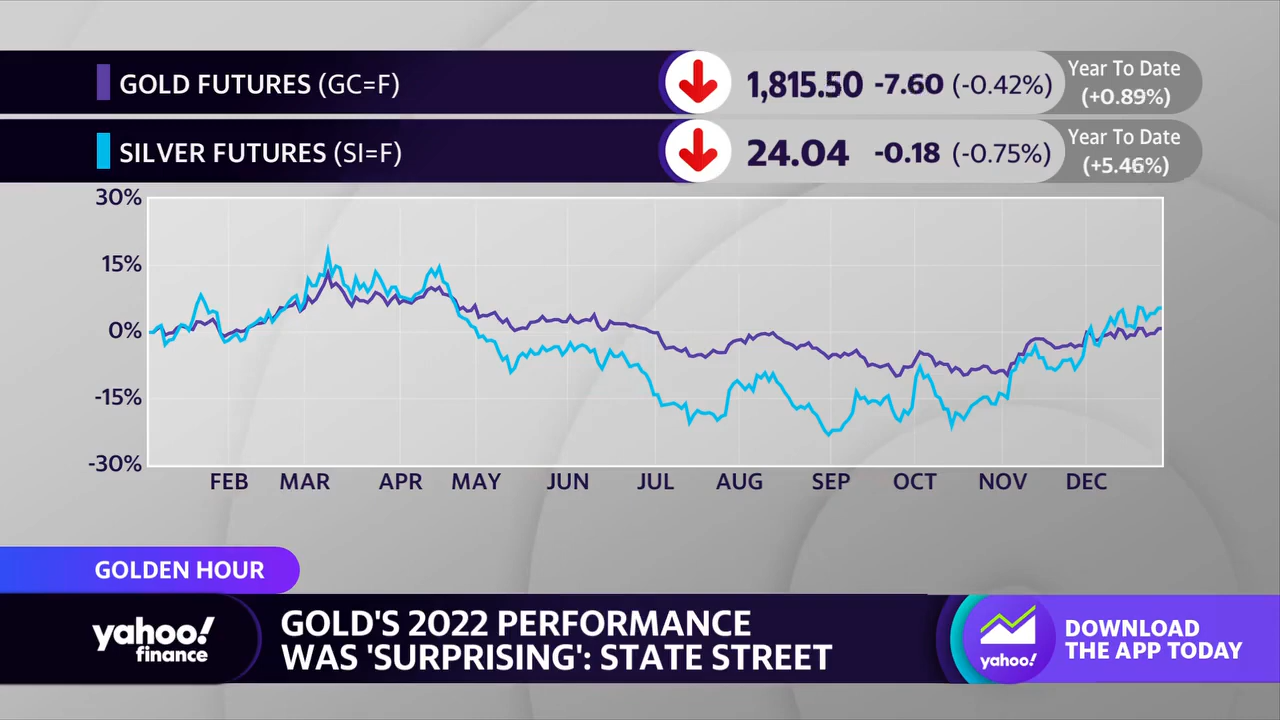 GOLD FUTURES (GC=F) 1,815.50 -7.60 (-0.42%) Year To Date
(+0.89%)
SILVER FUTURES (SI=F) 24.04 -0.18 (-0.75%) Year To Date
(+5.46%)
30%
15%
0%
-15%
-30%
FEB MAR APR MAY JUN JUL AUG SEP OCT NOV DEC
GOLDEN HOUR
yahoo!
finance
GOLD'S 2022 PERFORMANCE
WAS 'SURPRISING': STATE STREET
yahoo!
DOWNLOAD
THE APP TODAY